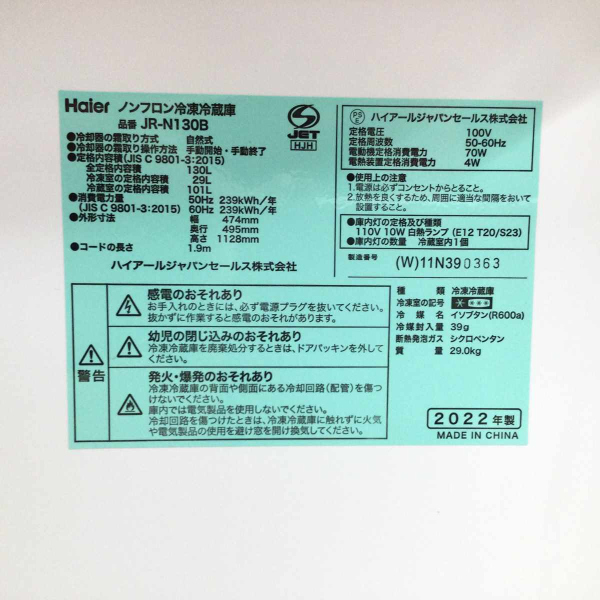 Haier ノンフロン冷凍冷蔵庫
品番 JR-N130B
●冷却器の霜取り方式 自然式
●冷却器の霜取り操作方法 手動開始・手動終了
●定格内容積(JIS C 9801-3:2015)
全定格内容積 130L
冷凍室の定格内容積 29L
冷蔵室の定格内容積 101L
●消費電力量 50Hz 239kWh/年
(JIS C 9801-3:2015) 60Hz 239kWh/年
●外形寸法 幅 474mm
奥行 495mm
高さ 1128mm
●コードの長さ 1.9m
ハイアールジャパンセールス株式会社
JET
HJH
PS
E
ハイアールジャパンセールス株式会社
定格電圧 100V
定格周波数 50-60Hz
電動機定格消費電力 70W
電熱装置定格消費電力 4W
●使用上の注意
1.電源は必ずコンセントからとること。
2.放熱を良くするため、周囲に適当な間隔をおいて
設置すること。
●庫内灯の定格及び種類
110V 10W 白熱ランプ (E12 T20/S23)
●庫内灯の数量 冷蔵室内1個
製造番号 (W)11N390363
警告
感電のおそれあり
お手入れのときには、必ず電源プラグを抜いてください。
抜かずに作業すると感電のおそれがあります。
幼児の閉じ込みのおそれあり
冷凍冷蔵庫を廃棄処分するときは、ドアパッキンを外して
ください。
発火・爆発のおそれあり
冷凍冷蔵庫の背面や側面にある冷却回路(配管)を傷つ
けないでください。
庫内では電気製品を使用しないでください。
冷却回路を傷つけたときは、冷凍冷蔵庫に触れずに火気
や電気製品の使用を避け窓を開け換気してください。
種類 冷凍冷蔵庫
冷凍室の記号
冷媒 イソブタン(R600a)
冷媒封入量 39g
断熱発泡ガス シクロペンタン
質量 29.0kg
2022年製
MADE IN CHINA